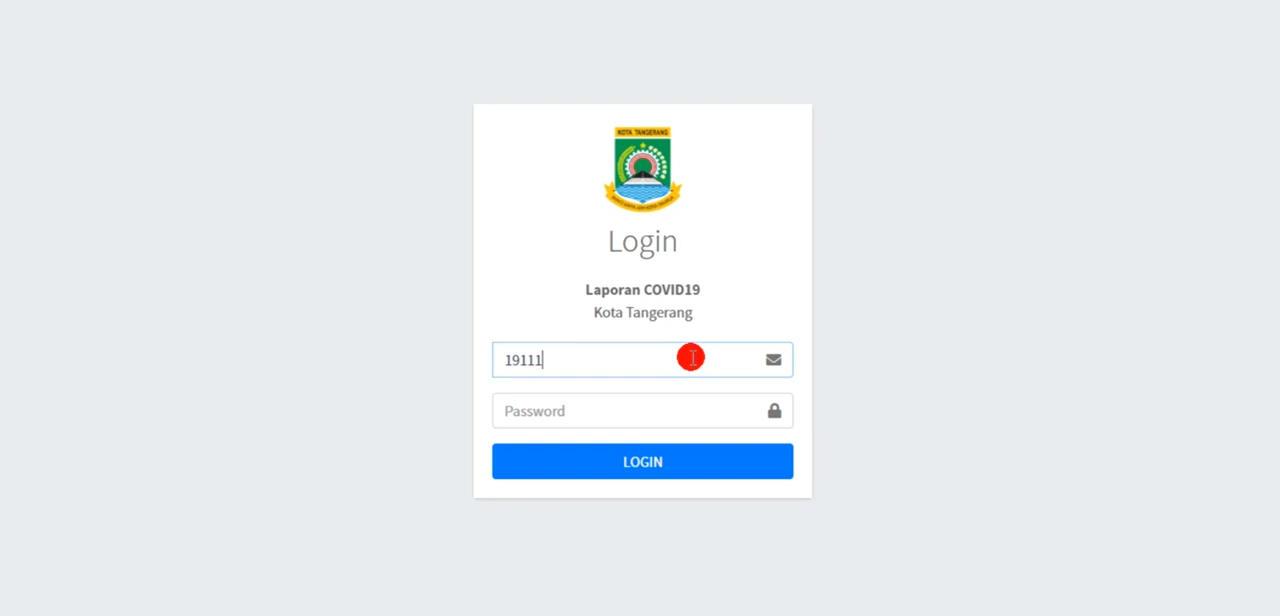 KOTA TANGERANG
Login
Laporan COVID19
Kota Tangerang
19111
Password
LOGIN